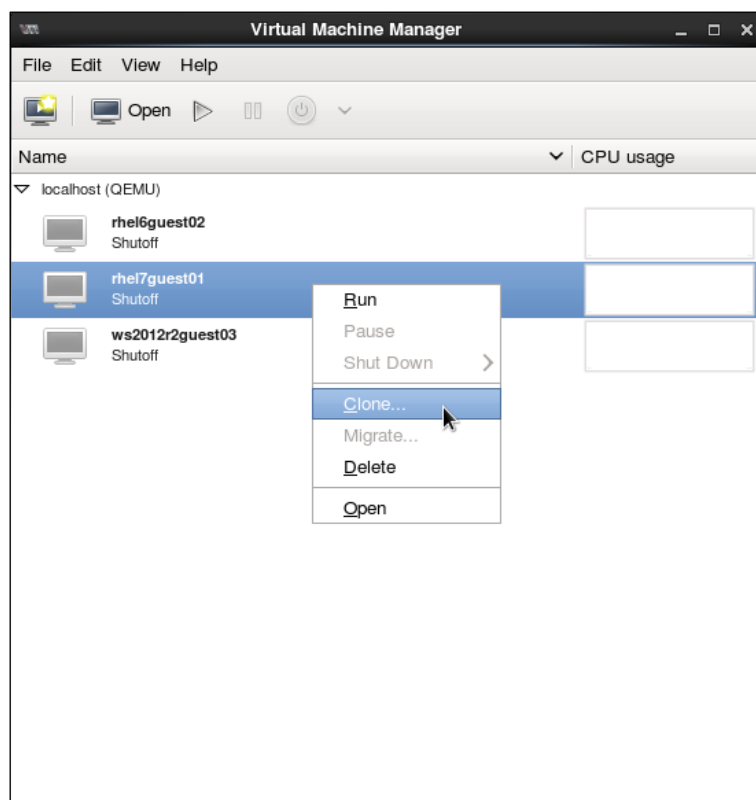 Virtual Machine Manager
File Edit View Help
Open
Name CPU usage
localhost (QEMU)
rhel6guest02
Shutoff
rhel7guest01
Shutoff
ws2012r2guest03
Shutoff
Run
Pause
Shut Down
Clone...
Migrate...
Delete
Open